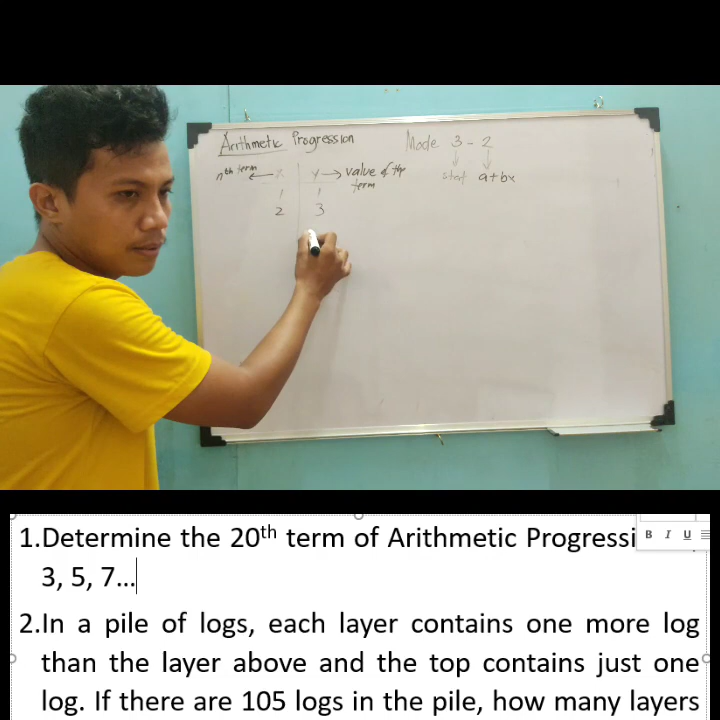 Arithmetic Progression
Mode 3 - 2
nth term ← x y → value of the term
stat a+bx
1 1
2 3
1.Determine the 20th term of Arithmetic
3, 5, 7...
B I U
2.In a pile of logs, each layer contains one more log
than the layer above and the top contains just one
log. If there are 105 logs in the pile, how many layers